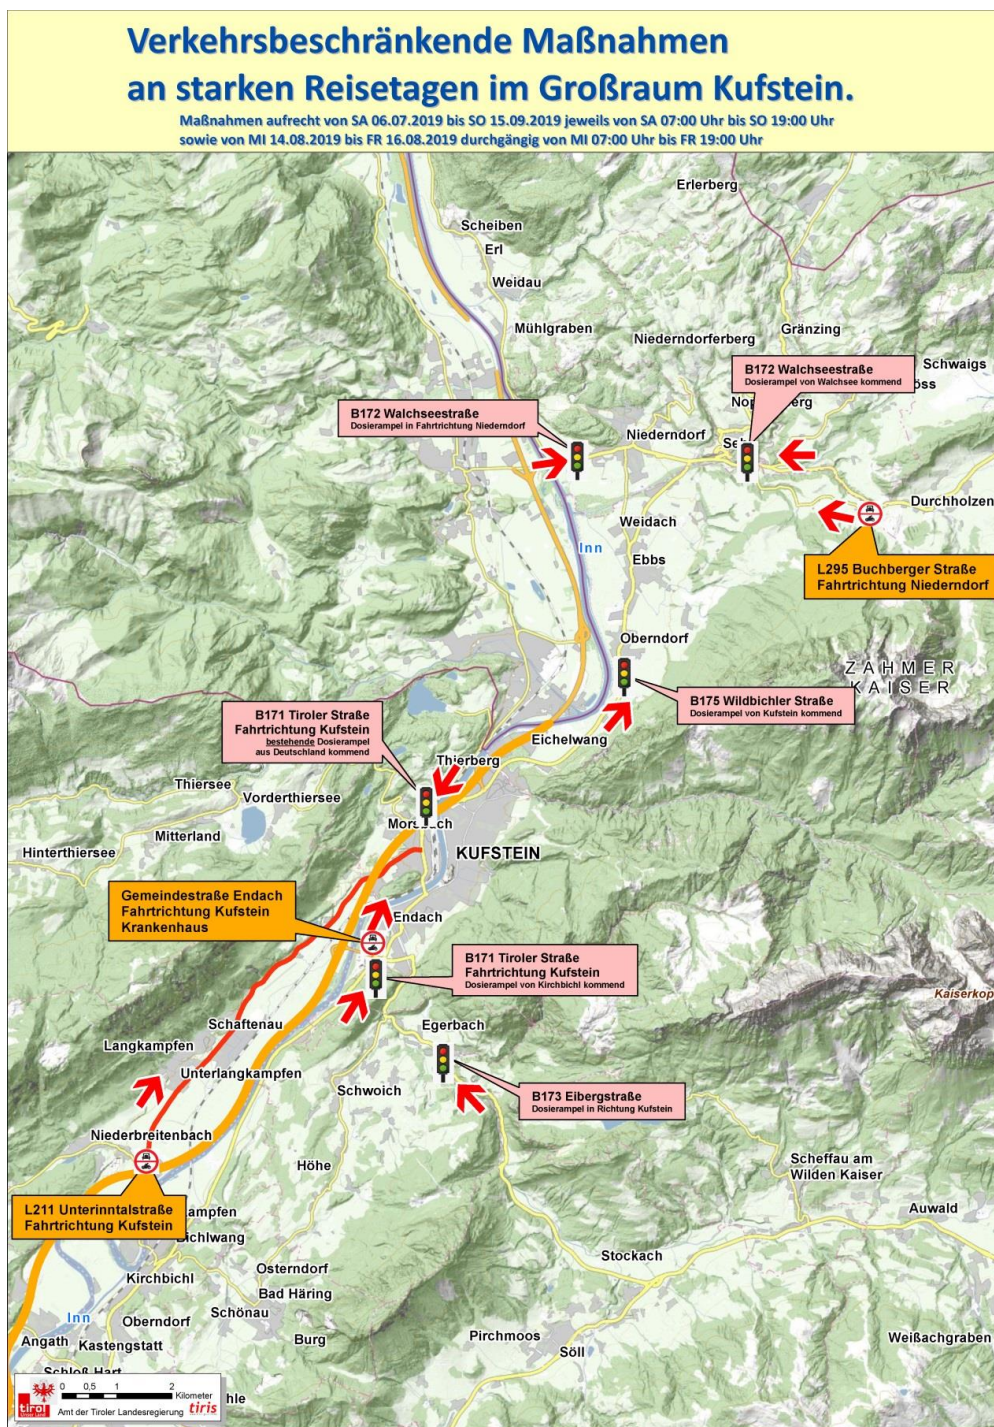 Verkehrsbeschränkende Maßnahmen
an starken Reisetagen im Großraum Kufstein.
Maßnahmen aufrecht von SA 06.07.2019 bis SO 15.09.2019 jeweils von SA 07:00 Uhr bis SO 19:00 Uhr
sowie von MI 14.08.2019 bis FR 16.08.2019 durchgängig von MI 07:00 Uhr bis FR 19:00 Uhr
Erlerberg
Scheiben
Erl
Weidau
Mühlgraben
Niederndorferberg
Gränzing
Schwaigs
B172 Walchseestraße
Dosierampel von Walchsee kommend
B172 Walchseestraße
Dosierampel in Fahrtrichtung Niederndorf
Niederndorf
Durchholzen
Weidach
Inn
Ebbs
L295 Buchberger Straße
Fahrtrichtung Niederndorf
Oberndorf
ZAHMER
KAISER
B175 Wildbichler Straße
Dosierampel von Kufstein kommend
B171 Tiroler Straße
Fahrtrichtung Kufstein
bestehende Dosierampel
aus Deutschland kommend
Eichelwang
Thierberg
Thiersee
Vorderthiersee
Mitterland
Hinterthiersee
KUFSTEIN
Gemeindestraße Endach
Fahrtrichtung Kufstein
Krankenhaus
Endach
B171 Tiroler Straße
Fahrtrichtung Kufstein
Dosierampel von Kirchbichl kommend
Kaiserkop
Schaftenau
Langkampfen
Egerbach
Unterlangkampfen
Schwoich
B173 Eibergstraße
Dosierampel in Richtung Kufstein
Niederbreitenbach
Höhe
Scheffau am
Wilden Kaiser
L211 Unterinntalstraße
Fahrtrichtung Kufstein
ampfen
Bichlwang
Auwald
Stockach
Kirchbichl
Osterndorf
Bad Häring
Schönau
Inn
Oberndorf
Angath
Kastengstatt
Burg
Pirchmoos
Söll
Weißachgraben
Schloß Hart
0 0,5 1 2
Kilometer
hle
tirol
Unser Land
Amt der Tiroler Landesregierung tiris